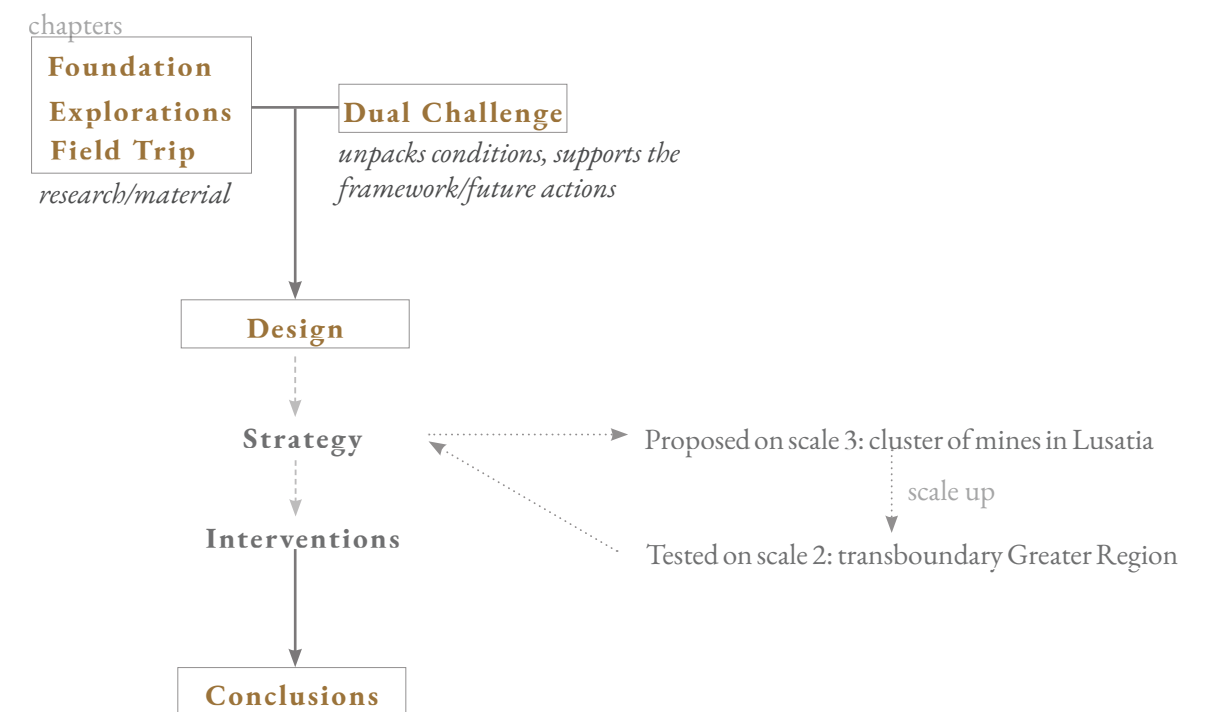 chapters
Foundation
Explorations
Field Trip
research/material
Dual Challenge
unpacks conditions, supports the
framework/future actions
Design
Strategy
Proposed on scale 3: cluster of mines in Lusatia
scale up
Interventions
Tested on scale 2: transboundary Greater Region
Conclusions